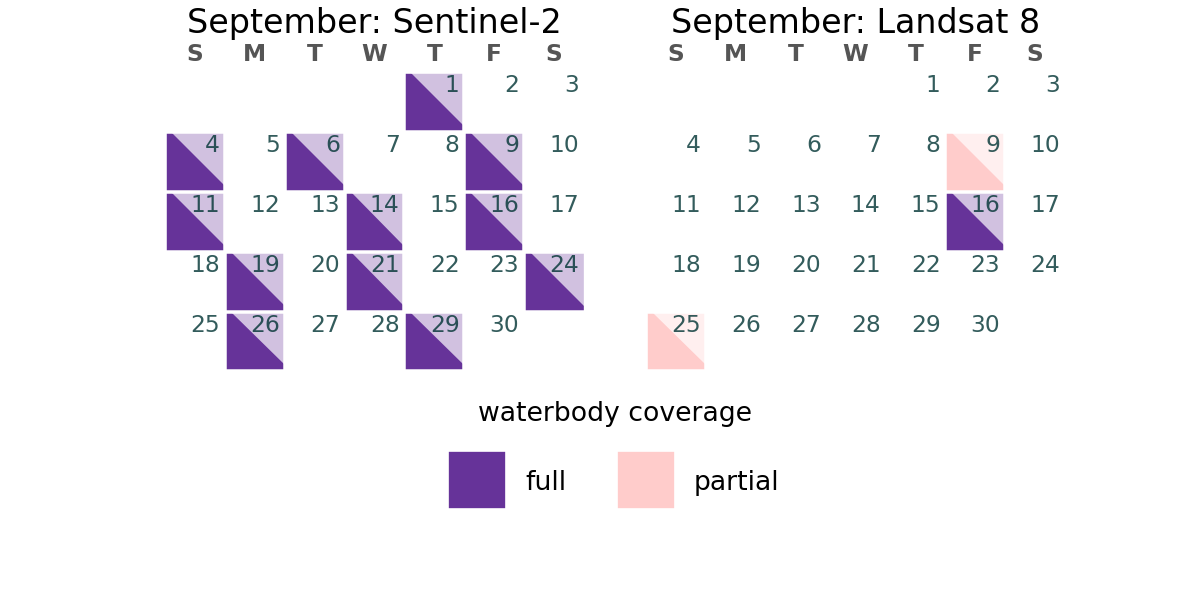 September: Sentinel-2
S M T W T F S
1 2 3
4 5 6 7 8 9 10
11 12 13 14 15 16 17
18 19 20 21 22 23 24
25 26 27 28 29 30
September: Landsat 8
S M T W T F S
1 2 3
4 5 6 7 8 9 10
11 12 13 14 15 16 17
18 19 20 21 22 23 24
25 26 27 28 29 30
waterbody coverage
full partial